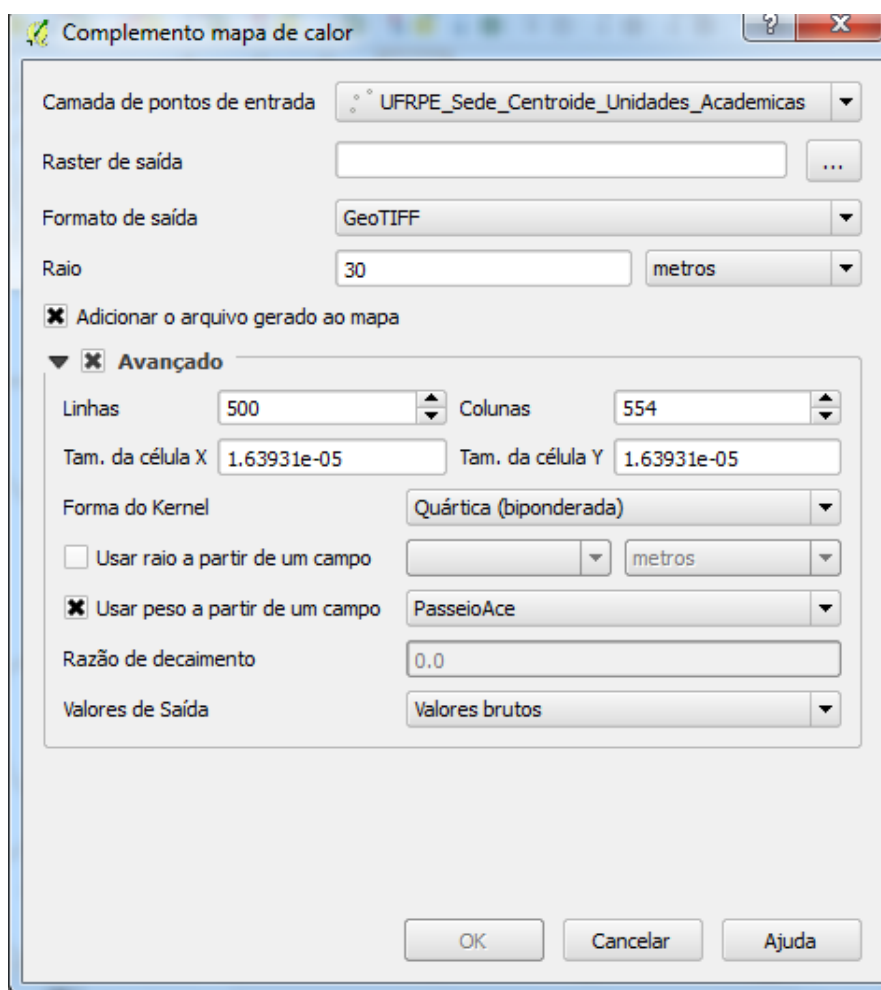 Complemento mapa de calor ? X
Camada de pontos de entrada UFRPE_Sede_Centroide_Unidades_Academicas
Raster de saída ...
Formato de saída GeoTIFF
Raio 30 metros
Adicionar o arquivo gerado ao mapa
Avançado
Linhas 500 Colunas 554
Tam. da célula X 1.63931e-05 Tam. da célula Y 1.63931e-05
Forma do Kernel Quártica (biponderada)
Usar raio a partir de um campo metros
Usar peso a partir de um campo PasseioAce
Razão de decaimento 0.0
Valores de Saída Valores brutos
OK Cancelar Ajuda